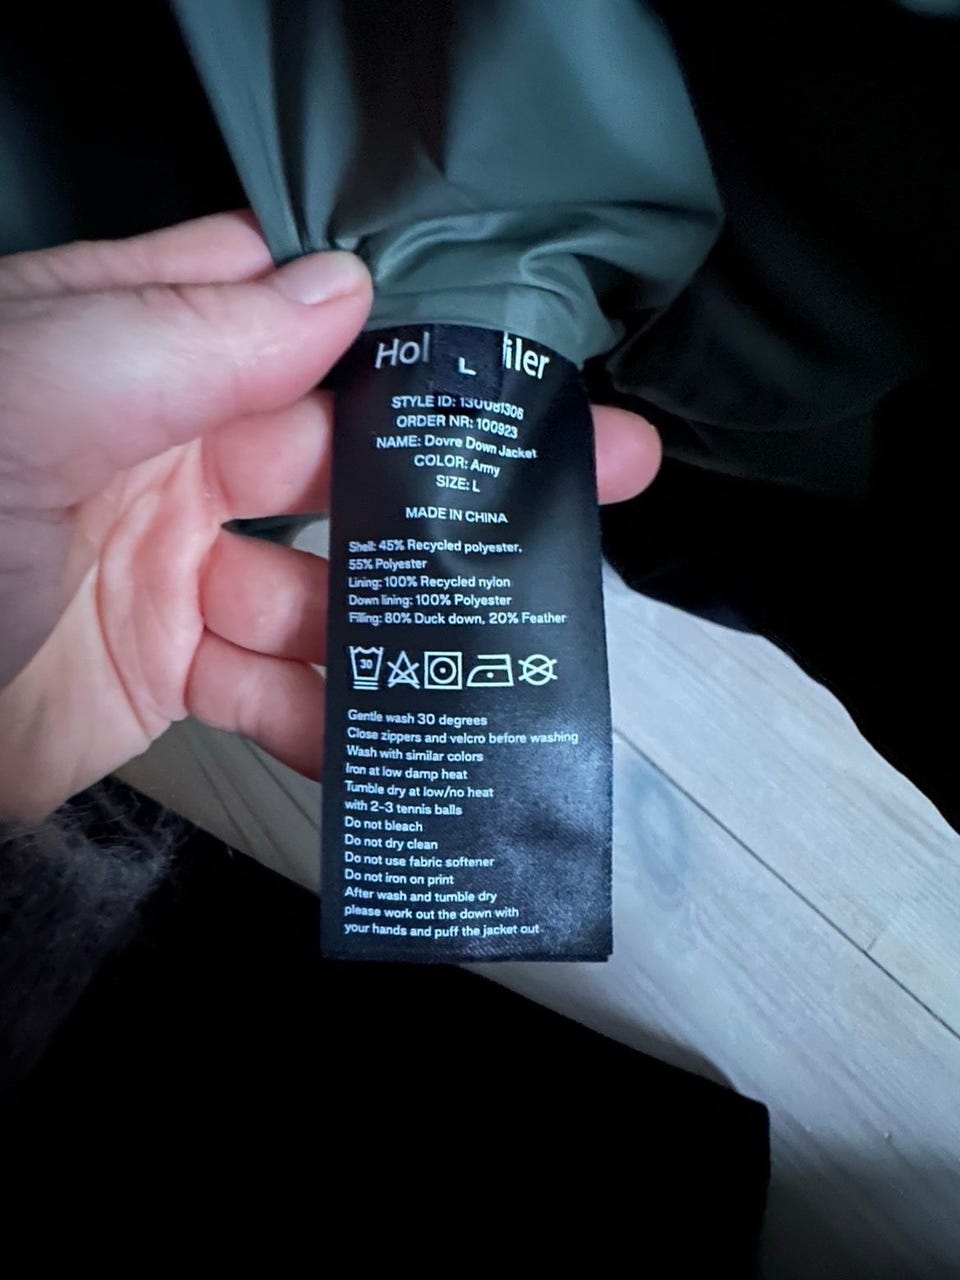 Hol
L
iler
STYLE ID: 130081306
ORDER NR: 100923
NAME: Dovre Down Jacket
COLOR: Army
SIZE: L
MADE IN CHINA
Shell: 45% Recycled polyester,
55% Polyester
Lining: 100% Recycled nylon
Down lining: 100% Polyester
Filling: 80% Duck down, 20% Feather
30
Gentle wash 30 degrees
Close zippers and velcro before washing
Wash with similar colors
Iron at low damp heat
Tumble dry at low/no heat
with 2-3 tennis balls
Do not bleach
Do not dry clean
Do not use fabric softener
Do not iron on print
After wash and tumble dry
please work out the down with
your hands and puff the jacket out